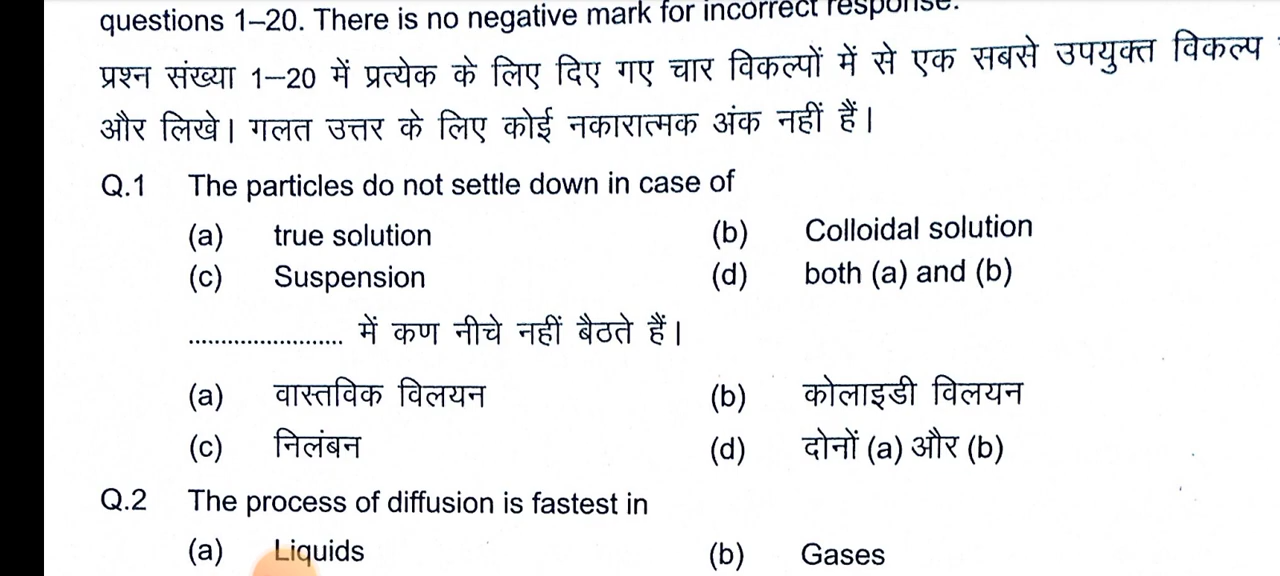 questions 1–20. There is no negative mark for incorrect response.
प्रश्न संख्या 1–20 में प्रत्येक के लिए दिए गए चार विकल्पों में से एक सबसे उपयुक्त विकल्प
और लिखे। गलत उत्तर के लिए कोई नकारात्मक अंक नहीं हैं।
Q.1 The particles do not settle down in case of
(a) true solution (b) Colloidal solution
(c) Suspension (d) both (a) and (b)
........................ में कण नीचे नहीं बैठते हैं।
(a) वास्तविक विलयन (b) कोलाइडी विलयन
(c) निलंबन (d) दोनों (a) और (b)
Q.2 The process of diffusion is fastest in
(a) Liquids (b) Gases